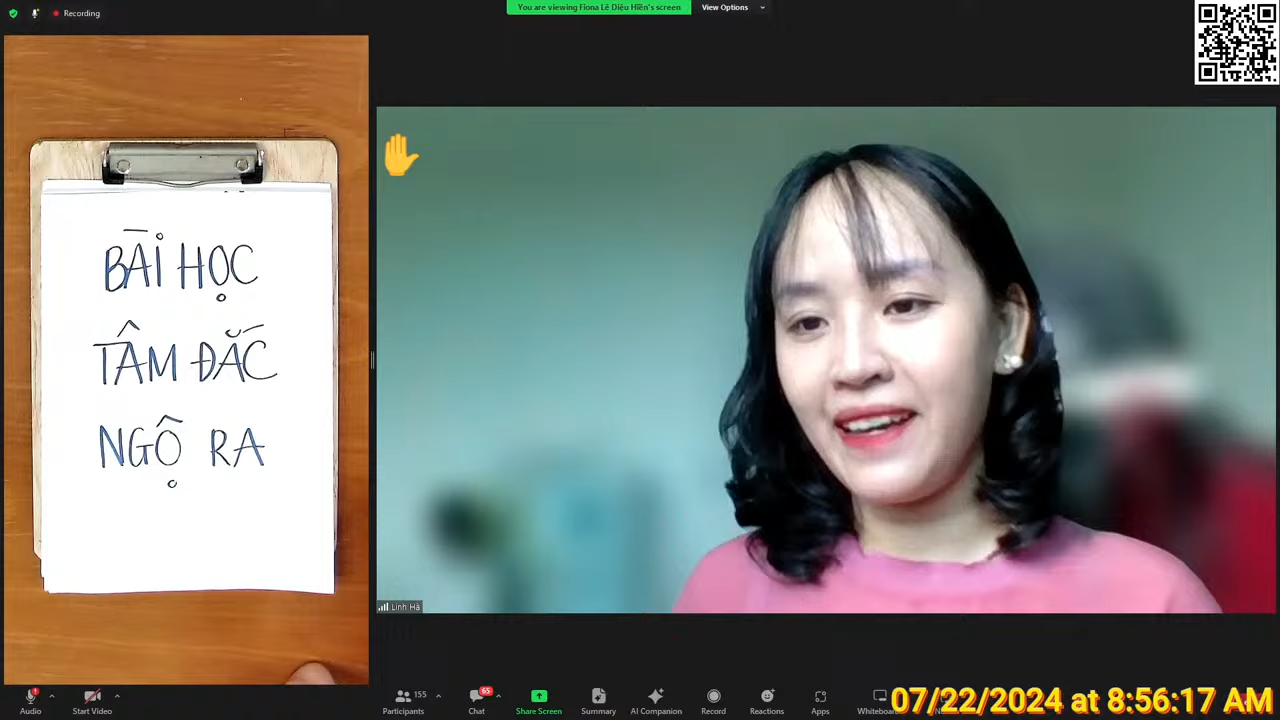 Recording
You are viewing Fiona Lê Diệu Hiền's screen
View Options
BÀI HỌC
TÂM ĐẮC
NGỘ RA
Linh Hà
Audio
Start Video
155
Participants
65
Chat
Share Screen
Summary
AI Companion
Record
Reactions
Apps
Whiteboards
07/22/2024 at 8:56:17 AM